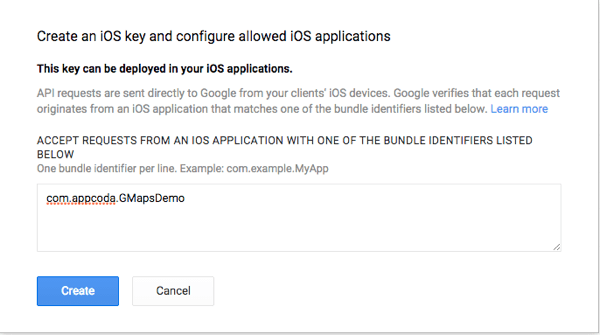 Create an iOS key and configure allowed iOS applications
This key can be deployed in your iOS applications.
API requests are sent directly to Google from your clients' iOS devices. Google verifies that each request
originates from an iOS application that matches one of the bundle identifiers listed below. Learn more
ACCEPT REQUESTS FROM AN IOS APPLICATION WITH ONE OF THE BUNDLE IDENTIFIERS LISTED
BELOW
One bundle identifier per line. Example: com.example.MyApp
com.appcoda.GMapsDemo
Create
Cancel